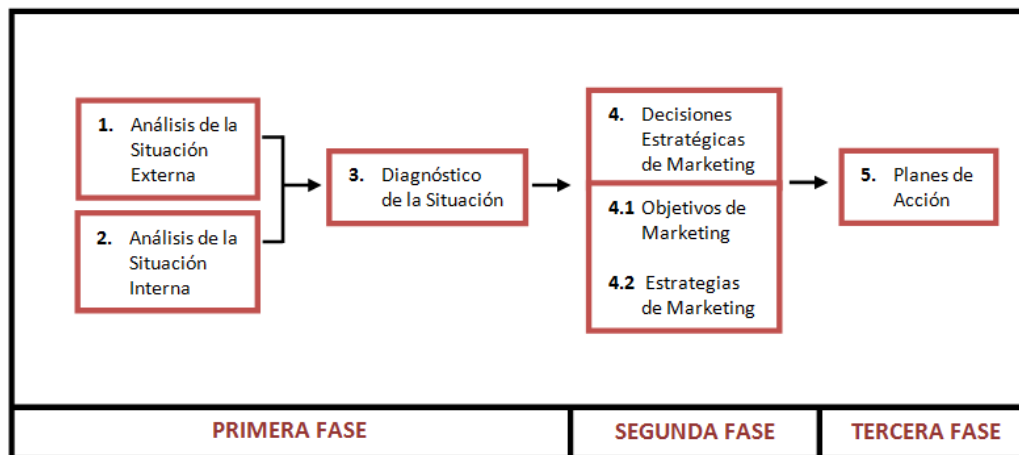 1. Análisis de la
Situación
Externa
2. Análisis de la
Situación
Interna
3. Diagnóstico
de la Situación
4. Decisiones
Estratégicas
de Marketing
4.1 Objetivos de
Marketing
4.2 Estrategias
de Marketing
5. Planes de
Acción
PRIMERA FASE
SEGUNDA FASE
TERCERA FASE